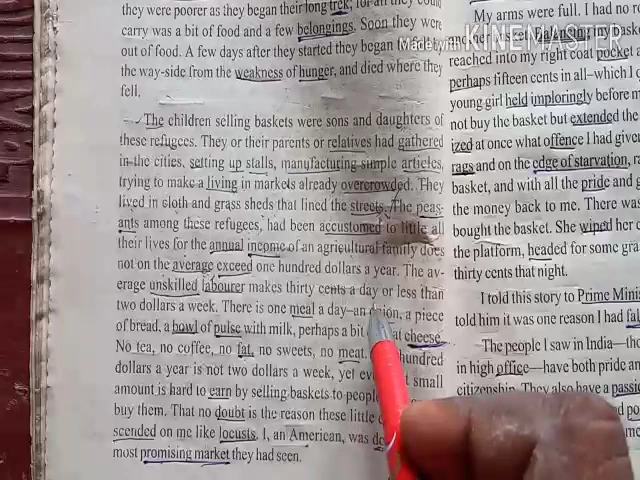 they were poorer as they began their long trek, for all they could
carry was a bit of food and a few belongings. Soon they were
out of food. A few days after they started they began to
the way-side from the weakness of hunger, and died where they
fell.
The children selling baskets were sons and daughters of
these refugees. They or their parents or relatives had gathered
in the cities, setting up stalls, manufacturing simple articles,
trying to make a living in markets already overcrowded. They
lived in cloth and grass sheds that lined the streets. The peas-
ants among these refugees, had been accustomed to little all
their lives for the annual income of an agricultural family does
not on the average exceed one hundred dollars a year. The av-
erage unskilled labourer makes thirty cents a day or less than
two dollars a week. There is one meal a day—an onion, a piece
of bread, a bowl of pulse with milk, perhaps a bit cheese.
No tea, no coffee, no fat, no sweets, no meat. hundred
dollars a year is not two dollars a week, yet small
amount is hard to earn by selling baskets to people
buy them. That no doubt is the reason these little
scended on me like locusts. I, an American, was
most promising market they had seen.
My arms were full. I had no
basket. Balancing my
reached into my right coat pocket
perhaps fifteen cents in all—which I
young girl held imploringly before
not buy the basket but extended the
ized at once what offence I had given
rags and on the edge of starvation,
basket, and with all the pride and
the money back to me. There was
bought the basket. She wiped her
the platform, headed for some
thirty cents that night.
I told this story to Prime
told him it was one reason I had
The people I saw in India—
in high office—have both pride an
citizenship. They also have a
Made with KINEMASTER